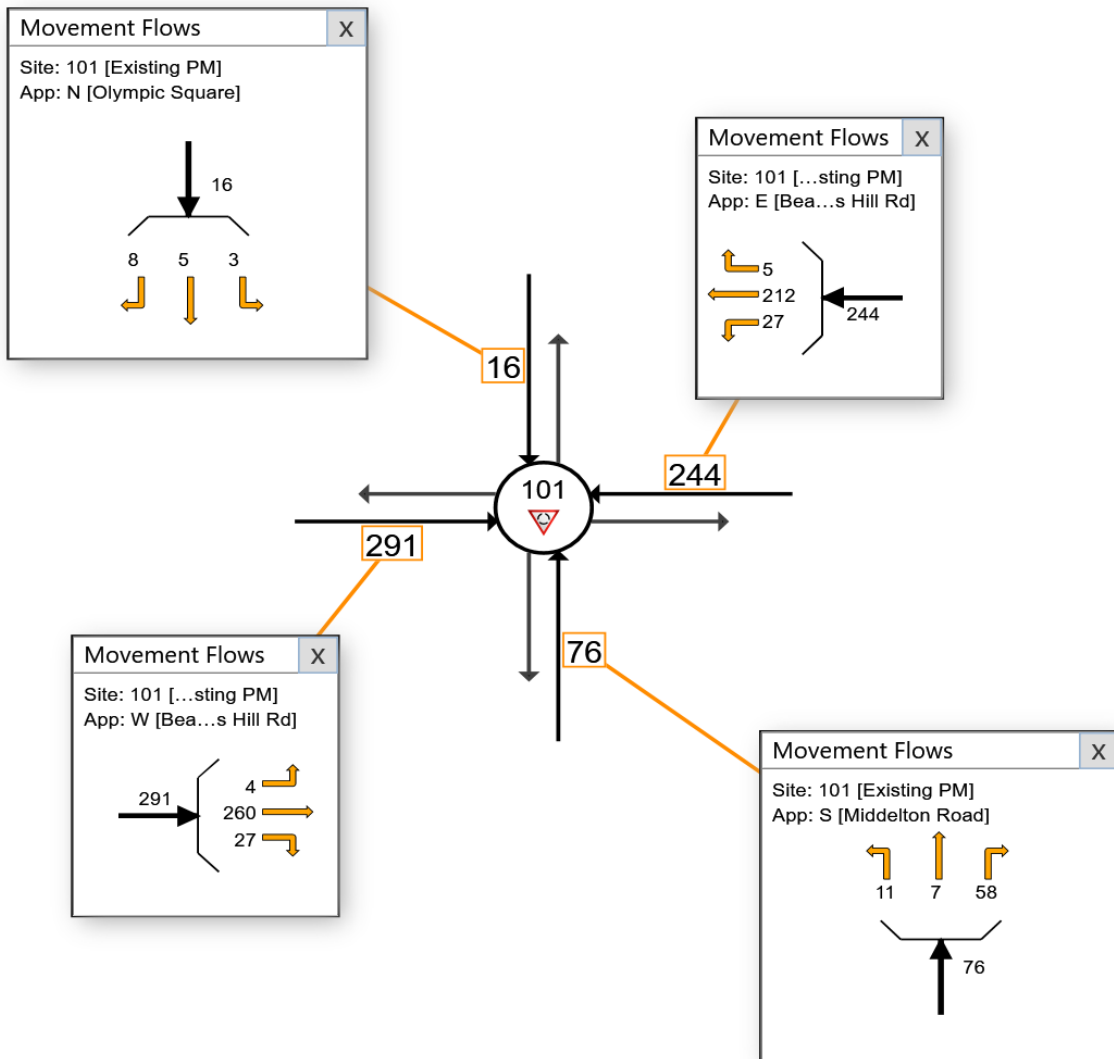 Movement Flows X
Site: 101 [Existing PM]
App: N [Olympic Square]
16
8 5 3
Movement Flows X
Site: 101 [...sting PM]
App: E [Bea...s Hill Rd]
5
212
27
244
16
244
101
291
76
Movement Flows X
Site: 101 [...sting PM]
App: W [Bea...s Hill Rd]
291
4
260
27
Movement Flows X
Site: 101 [Existing PM]
App: S [Middelton Road]
11 7 58
76